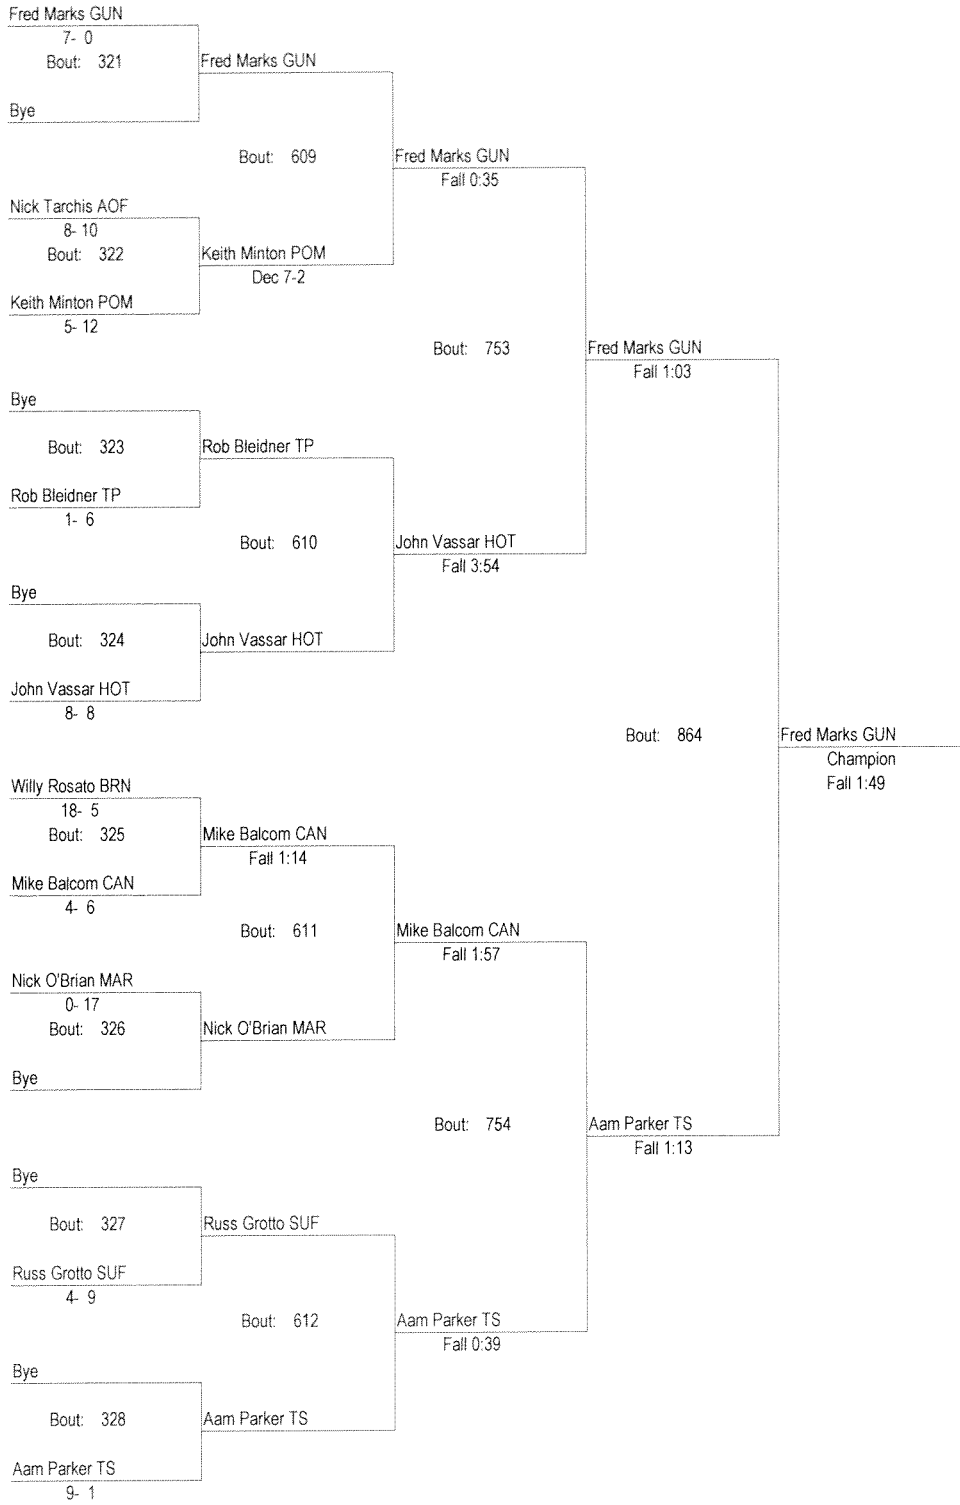 Fred Marks GUN
7- 0
Bout: 321
Fred Marks GUN
Bye
Bout: 609
Fred Marks GUN
Fall 0:35
Nick Tarchis AOF
8- 10
Bout: 322
Keith Minton POM
Dec 7-2
Keith Minton POM
5- 12
Bout: 753
Fred Marks GUN
Fall 1:03
Bye
Bout: 323
Rob Bleidner TP
Rob Bleidner TP
1- 6
Bout: 610
John Vassar HOT
Fall 3:54
Bye
Bout: 324
John Vassar HOT
John Vassar HOT
8- 8
Bout: 864
Fred Marks GUN
Champion
Fall 1:49
Willy Rosato BRN
18- 5
Bout: 325
Mike Balcom CAN
Fall 1:14
Mike Balcom CAN
4- 6
Bout: 611
Mike Balcom CAN
Fall 1:57
Nick O'Brian MAR
0- 17
Bout: 326
Nick O'Brian MAR
Bye
Bout: 754
Aam Parker TS
Fall 1:13
Bye
Bout: 327
Russ Grotto SUF
Russ Grotto SUF
4- 9
Bout: 612
Aam Parker TS
Fall 0:39
Bye
Bout: 328
Aam Parker TS
Aam Parker TS
9- 1